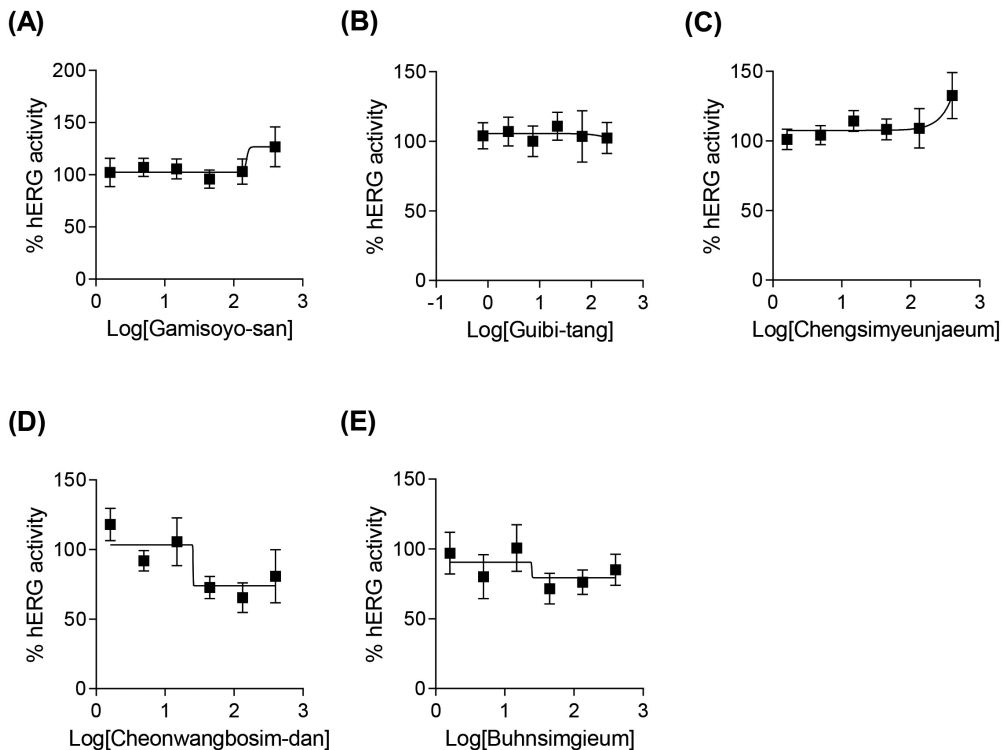 (A)
% hERG activity
200
150
100
50
0
0 1 2 3
Log[Gamisoyo-san]
(B)
% hERG activity
150
100
50
0
-1 0 1 2 3
Log[Guibi-tang]
(C)
% hERG activity
150
100
50
0
0 1 2 3
Log[Chengsimyeunjaeum]
(D)
% hERG activity
150
100
50
0
0 1 2 3
Log[Cheonwangbosim-dan]
(E)
% hERG activity
150
100
50
0
0 1 2 3
Log[Buhnsimgieum]